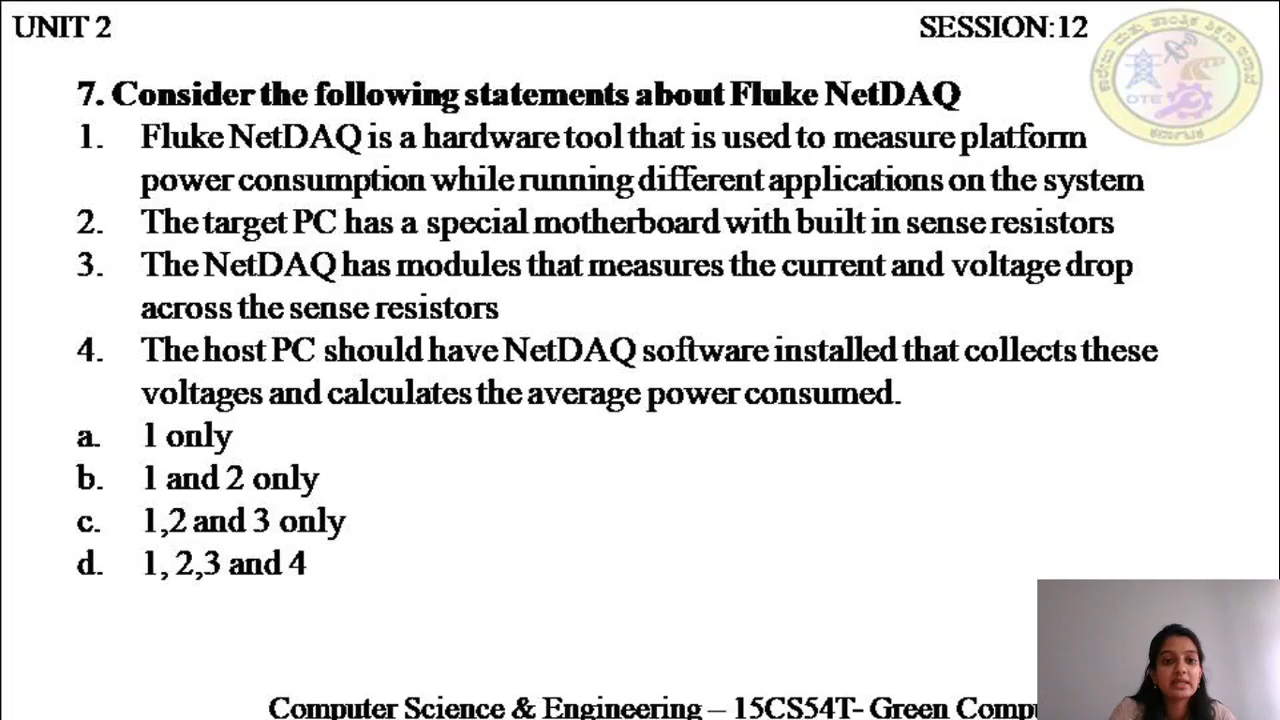 UNIT 2
SESSION:12
7. Consider the following statements about Fluke NetDAQ
1. Fluke NetDAQ is a hardware tool that is used to measure platform
power consumption while running different applications on the system
2. The target PC has a special motherboard with built in sense resistors
3. The NetDAQ has modules that measures the current and voltage drop
across the sense resistors
4. The host PC should have NetDAQ software installed that collects these
voltages and calculates the average power consumed.
a. 1 only
b. 1 and 2 only
c. 1,2 and 3 only
d. 1, 2,3 and 4
DTE
Computer Science & Engineering – 15CS54T- Green